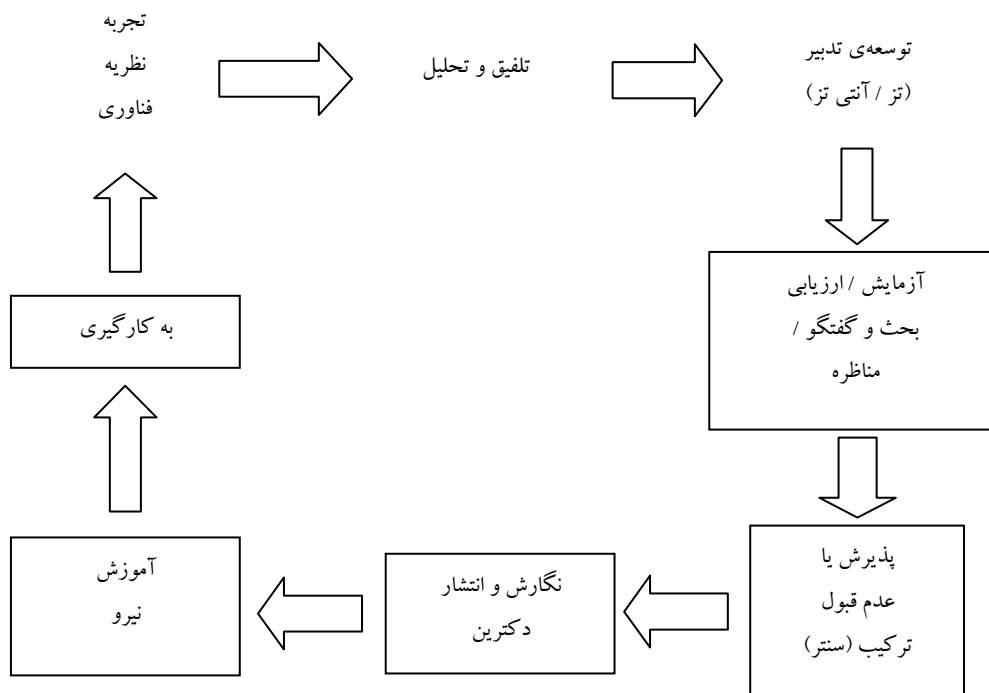 تجربه
نظریه
فناوری
تلفیق و تحلیل
توسعه‌ی تدبیر
(تز / آنتی تز)
آزمایش / ارزیابی
بحث و گفتگو /
مناظره
پذیرش یا
عدم قبول
ترکیب (سنتر)
نگارش و انتشار
دکترین
آموزش
نیرو
به کارگیری